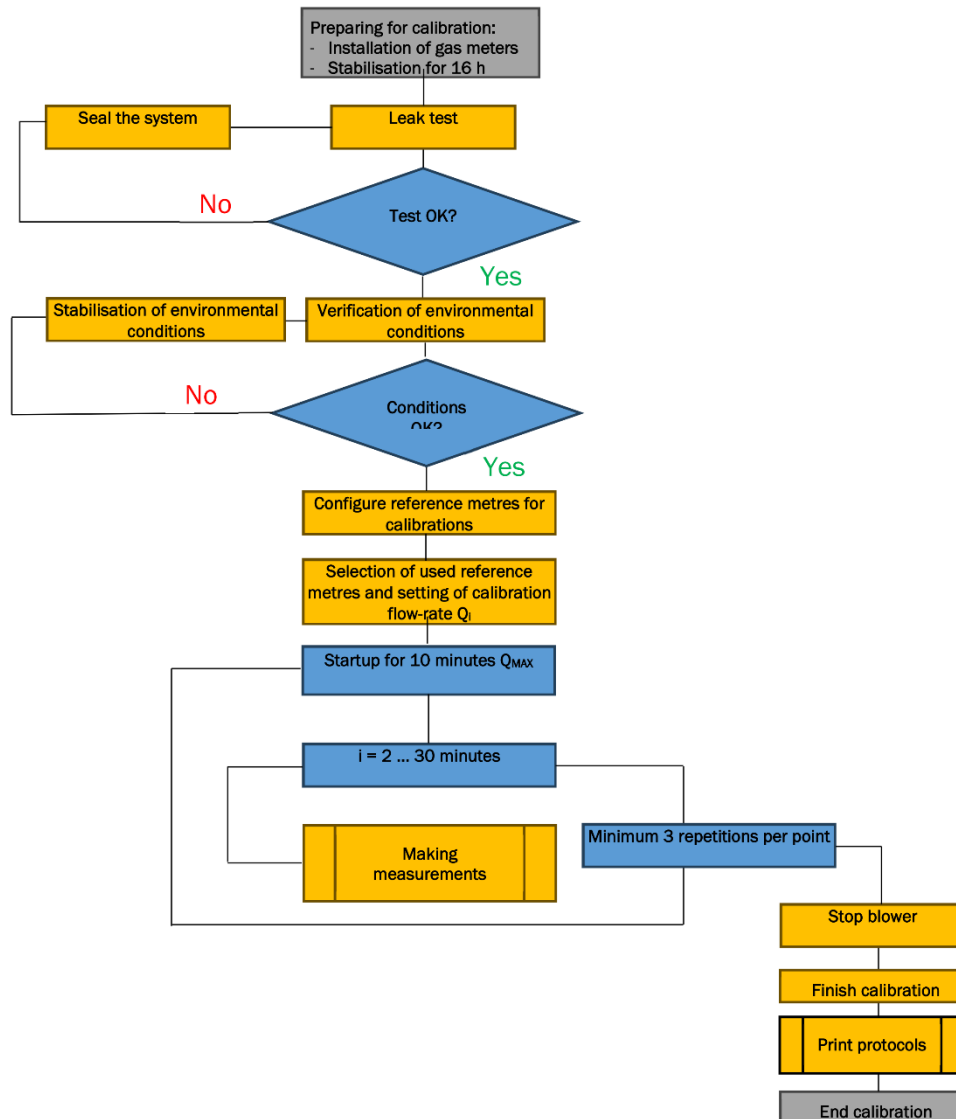 Preparing for calibration:
- Installation of gas meters
- Stabilisation for 16 h
Seal the system
Leak test
No
Test OK?
Yes
Stabilisation of environmental
conditions
Verification of environmental
conditions
No
Conditions
OK?
Yes
Configure reference metres for
calibrations
Selection of used reference
metres and setting of calibration
flow-rate QI
Startup for 10 minutes QMAX
i = 2 ... 30 minutes
Minimum 3 repetitions per point
Making
measurements
Stop blower
Finish calibration
Print protocols
End calibration